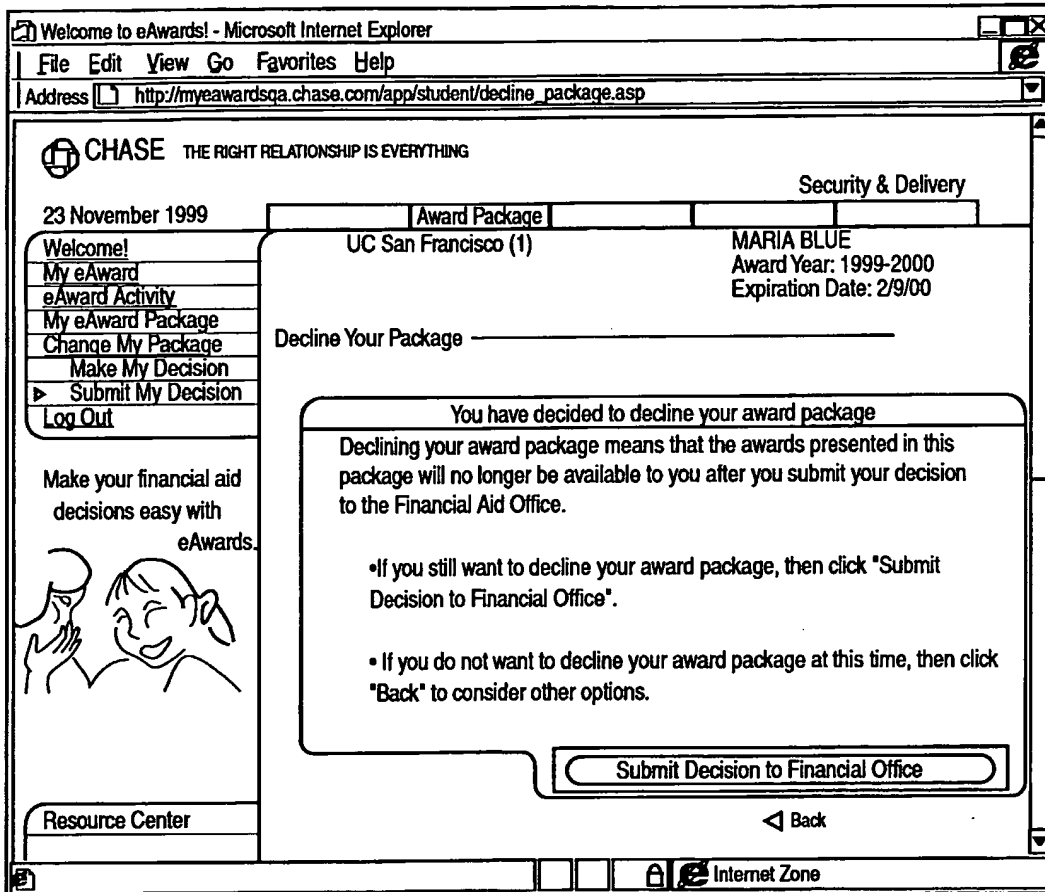 Welcome to eAwards! - Microsoft Internet Explorer
File Edit View Go Favorites Help
Address http://myeawardsqa.chase.com/app/student/decline_package.asp
CHASE THE RIGHT RELATIONSHIP IS EVERYTHING
Security & Delivery
23 November 1999
Award Package
Welcome!
My eAward
eAward Activity
My eAward Package
Change My Package
Make My Decision
Submit My Decision
Log Out
Make your financial aid
decisions easy with
eAwards.
Resource Center
UC San Francisco (1)
MARIA BLUE
Award Year: 1999-2000
Expiration Date: 2/9/00
Decline Your Package
You have decided to decline your award package
Declining your award package means that the awards presented in this
package will no longer be available to you after you submit your decision
to the Financial Aid Office.
•If you still want to decline your award package, then click "Submit
Decision to Financial Office".
• If you do not want to decline your award package at this time, then click
"Back" to consider other options.
Submit Decision to Financial Office
Back
Internet Zone